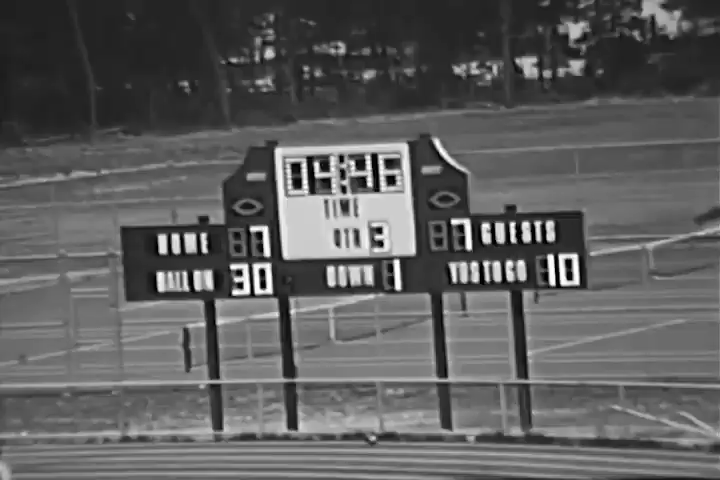 04:46
TIME
HOME 7 QTR 3 7 GUESTS
BALL ON 30 DOWN 1 YDS TO GO 10